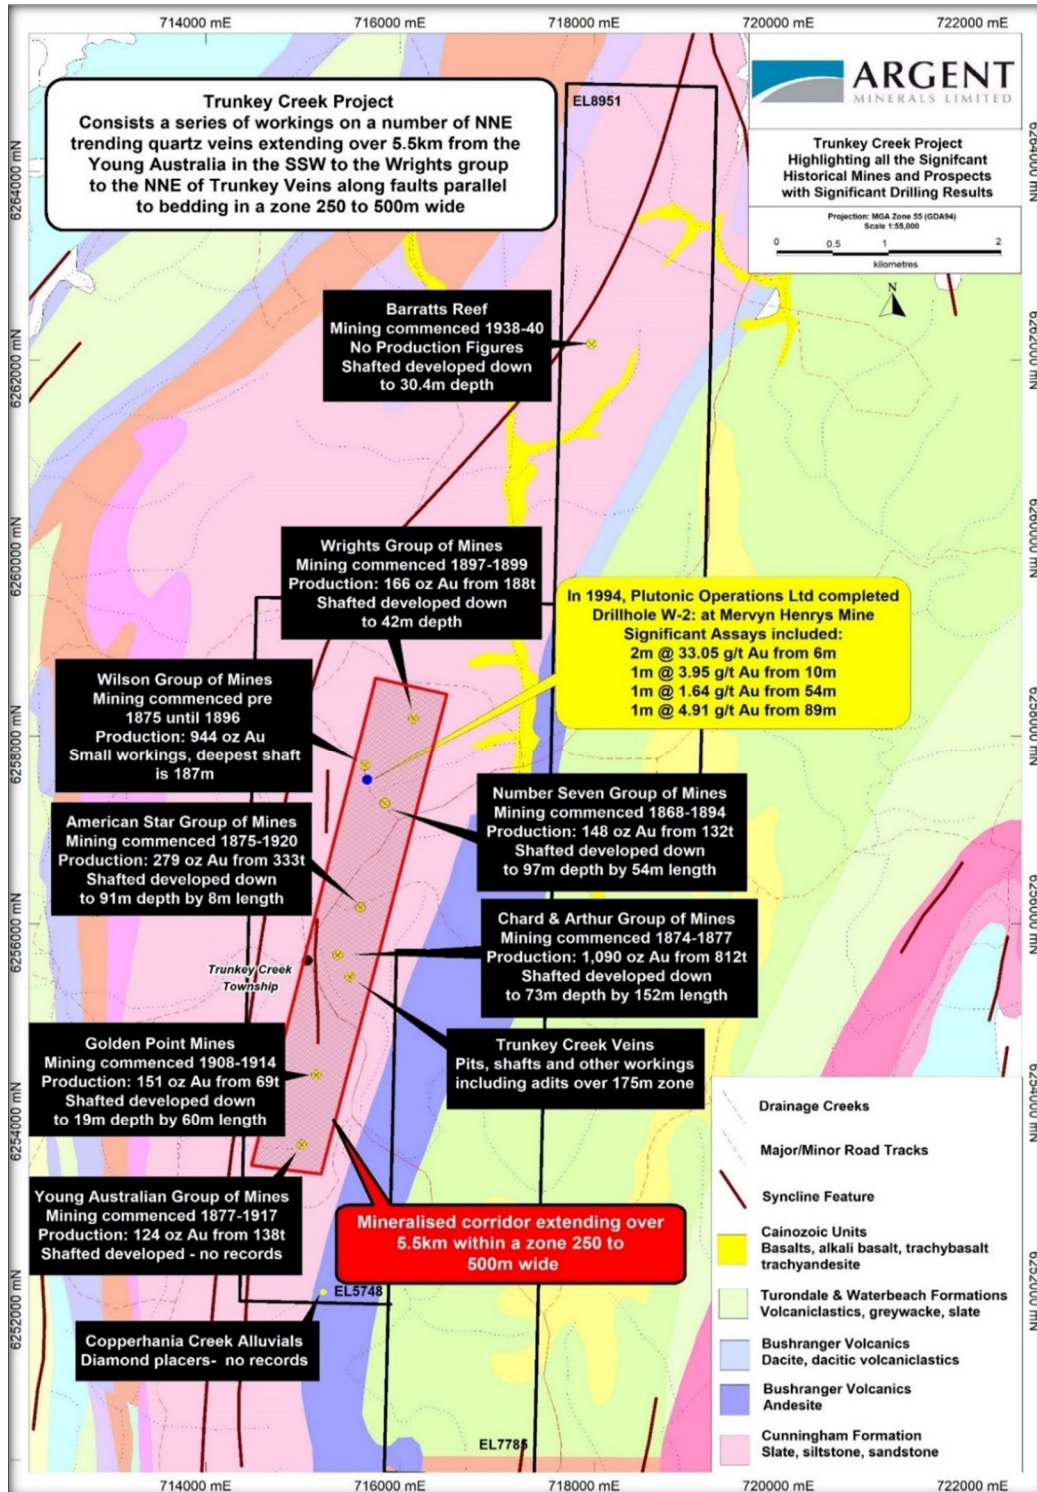 714000 mE
716000 mE
718000 mE
720000 mE
722000 mE
Trunkey Creek Project
Consists a series of workings on a number of NNE
trending quartz veins extending over 5.5km from the
Young Australia in the SSW to the Wrights group
to the NNE of Trunkey Veins along faults parallel
to bedding in a zone 250 to 500m wide
EL8951
ARGENT
MINERALS LIMITED
Trunkey Creek Project
Highlighting all the Signifcant
Historical Mines and Prospects
with Significant Drilling Results
Projection: MGA Zone 55 (GDA94)
Scale 1:55,000
0 0.5 1 2
kilometres
N
6264000 mN
6264000 mN
Barratts Reef
Mining commenced 1938-40
No Production Figures
Shafted developed down
to 30.4m depth
6262000 mN
6262000 mN
6260000 mN
6260000 mN
Wrights Group of Mines
Mining commenced 1897-1899
Production: 166 oz Au from 188t
Shafted developed down
to 42m depth
In 1994, Plutonic Operations Ltd completed
Drillhole W-2: at Mervyn Henrys Mine
Significant Assays included:
2m @ 33.05 g/t Au from 6m
1m @ 3.95 g/t Au from 10m
1m @ 1.64 g/t Au from 54m
1m @ 4.91 g/t Au from 89m
Wilson Group of Mines
Mining commenced pre
1875 until 1896
Production: 944 oz Au
Small workings, deepest shaft
is 187m
6258000 mN
6258000 mN
Number Seven Group of Mines
Mining commenced 1868-1894
Production: 148 oz Au from 132t
Shafted developed down
to 97m depth by 54m length
American Star Group of Mines
Mining commenced 1875-1920
Production: 279 oz Au from 333t
Shafted developed down
to 91m depth by 8m length
6256000 mN
6256000 mN
Chard & Arthur Group of Mines
Mining commenced 1874-1877
Production: 1,090 oz Au from 812t
Shafted developed down
to 73m depth by 152m length
Trunkey Creek
Township
Trunkey Creek Veins
Pits, shafts and other workings
including adits over 175m zone
Golden Point Mines
Mining commenced 1908-1914
Production: 151 oz Au from 69t
Shafted developed down
to 19m depth by 60m length
6254000 mN
6254000 mN
Young Australian Group of Mines
Mining commenced 1877-1917
Production: 124 oz Au from 138t
Shafted developed - no records
Mineralised corridor extending over
5.5km within a zone 250 to
500m wide
EL5748
6252000 mN
6252000 mN
Copperhania Creek Alluvials
Diamond placers- no records
EL7785
Drainage Creeks
Major/Minor Road Tracks
Syncline Feature
Cainozoic Units
Basalts, alkali basalt, trachybasalt
trachyandesite
Turondale & Waterbeach Formations
Volcaniclastics, greywacke, slate
Bushranger Volcanics
Dacite, dacitic volcaniclastics
Bushranger Volcanics
Andesite
Cunningham Formation
Slate, siltstone, sandstone
714000 mE
716000 mE
718000 mE
720000 mE
722000 mE